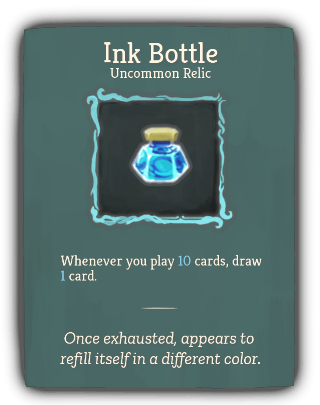 Ink Bottle
Uncommon Relic
Whenever you play 10 cards, draw
1 card.
Once exhausted, appears to
refill itself in a different color.